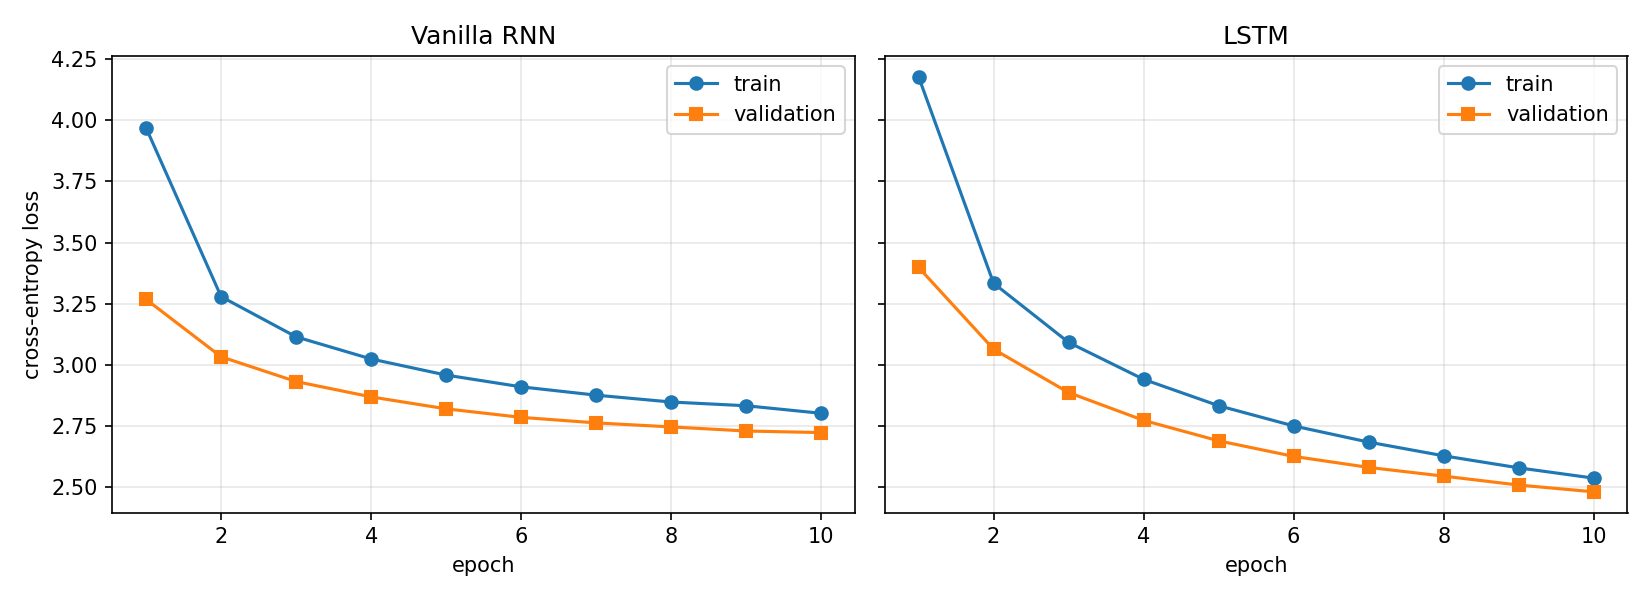 Vanilla RNN
4.25
4.00
3.75
3.50
3.25
3.00
2.75
2.50
cross-entropy loss
train
validation
2 4 6 8 10
epoch
LSTM
train
validation
2 4 6 8 10
epoch